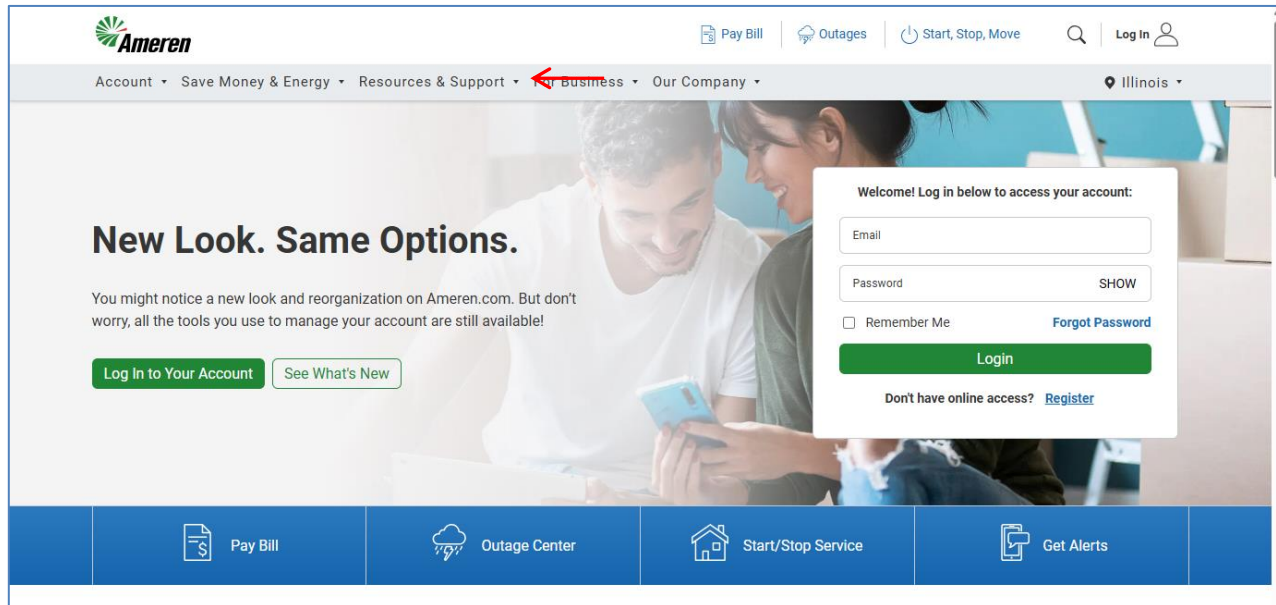 Ameren
Pay Bill Outages Start, Stop, Move Log In
Account Save Money & Energy Resources & Support For Business Our Company Illinois
Welcome! Log in below to access your account:
Email
Password SHOW
Remember Me Forgot Password
Login
Don't have online access? Register
New Look. Same Options.
You might notice a new look and reorganization on Ameren.com. But don't
worry, all the tools you use to manage your account are still available!
Log In to Your Account See What's New
Pay Bill Outage Center Start/Stop Service Get Alerts